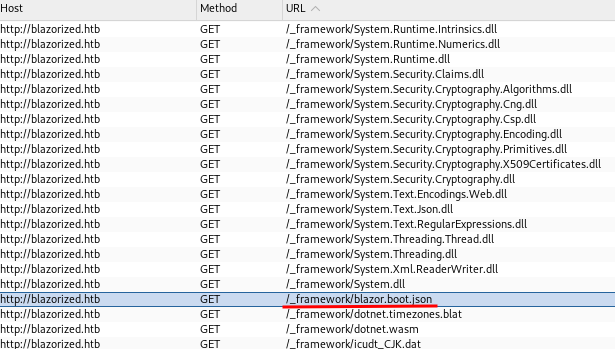 Host Method URL
http://blazorized.htb GET /_framework/System.Runtime.Intrinsics.dll
http://blazorized.htb GET /_framework/System.Runtime.Numerics.dll
http://blazorized.htb GET /_framework/System.Runtime.dll
http://blazorized.htb GET /_framework/System.Security.Claims.dll
http://blazorized.htb GET /_framework/System.Security.Cryptography.Algorithms.dll
http://blazorized.htb GET /_framework/System.Security.Cryptography.Cng.dll
http://blazorized.htb GET /_framework/System.Security.Cryptography.Csp.dll
http://blazorized.htb GET /_framework/System.Security.Cryptography.Encoding.dll
http://blazorized.htb GET /_framework/System.Security.Cryptography.Primitives.dll
http://blazorized.htb GET /_framework/System.Security.Cryptography.X509Certificates.dll
http://blazorized.htb GET /_framework/System.Security.Cryptography.dll
http://blazorized.htb GET /_framework/System.Text.Encodings.Web.dll
http://blazorized.htb GET /_framework/System.Text.Json.dll
http://blazorized.htb GET /_framework/System.Text.RegularExpressions.dll
http://blazorized.htb GET /_framework/System.Threading.Thread.dll
http://blazorized.htb GET /_framework/System.Threading.dll
http://blazorized.htb GET /_framework/System.Xml.ReaderWriter.dll
http://blazorized.htb GET /_framework/System.dll
http://blazorized.htb GET /_framework/blazor.boot.json
http://blazorized.htb GET /_framework/dotnet.timezones.blat
http://blazorized.htb GET /_framework/dotnet.wasm
http://blazorized.htb GET /_framework/icudt_CJK.dat